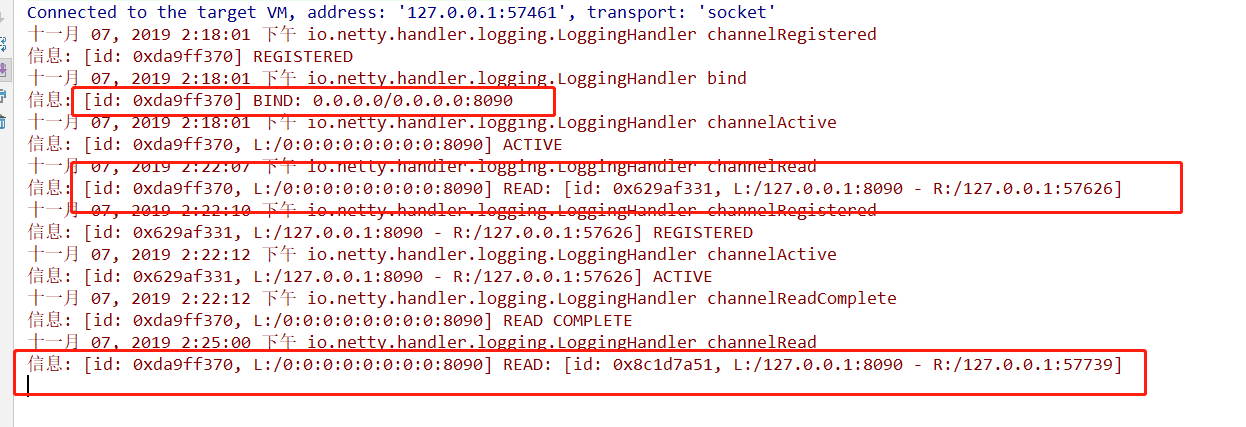 Connected to the target VM, address: '127.0.0.1:57461', transport: 'socket'
十一月 07, 2019 2:18:01 下午 io.netty.handler.logging.LoggingHandler channelRegistered
信息: [id: 0xda9ff370] REGISTERED
十一月 07, 2019 2:18:01 下午 io.netty.handler.logging.LoggingHandler bind
信息: [id: 0xda9ff370] BIND: 0.0.0.0/0.0.0.0:8090
十一月 07, 2019 2:18:01 下午 io.netty.handler.logging.LoggingHandler channelActive
信息: [id: 0xda9ff370, L:/0:0:0:0:0:0:0:0:8090] ACTIVE
十一月 07, 2019 2:22:07 下午 io.netty.handler.logging.LoggingHandler channelRead
信息: [id: 0xda9ff370, L:/0:0:0:0:0:0:0:0:8090] READ: [id: 0x629af331, L:/127.0.0.1:8090 - R:/127.0.0.1:57626]
十一月 07, 2019 2:22:10 下午 io.netty.handler.logging.LoggingHandler channelRegistered
信息: [id: 0x629af331, L:/127.0.0.1:8090 - R:/127.0.0.1:57626] REGISTERED
十一月 07, 2019 2:22:12 下午 io.netty.handler.logging.LoggingHandler channelActive
信息: [id: 0x629af331, L:/127.0.0.1:8090 - R:/127.0.0.1:57626] ACTIVE
十一月 07, 2019 2:22:12 下午 io.netty.handler.logging.LoggingHandler channelReadComplete
信息: [id: 0xda9ff370, L:/0:0:0:0:0:0:0:0:8090] READ COMPLETE
十一月 07, 2019 2:25:00 下午 io.netty.handler.logging.LoggingHandler channelRead
信息: [id: 0xda9ff370, L:/0:0:0:0:0:0:0:0:8090] READ: [id: 0x8c1d7a51, L:/127.0.0.1:8090 - R:/127.0.0.1:57739]